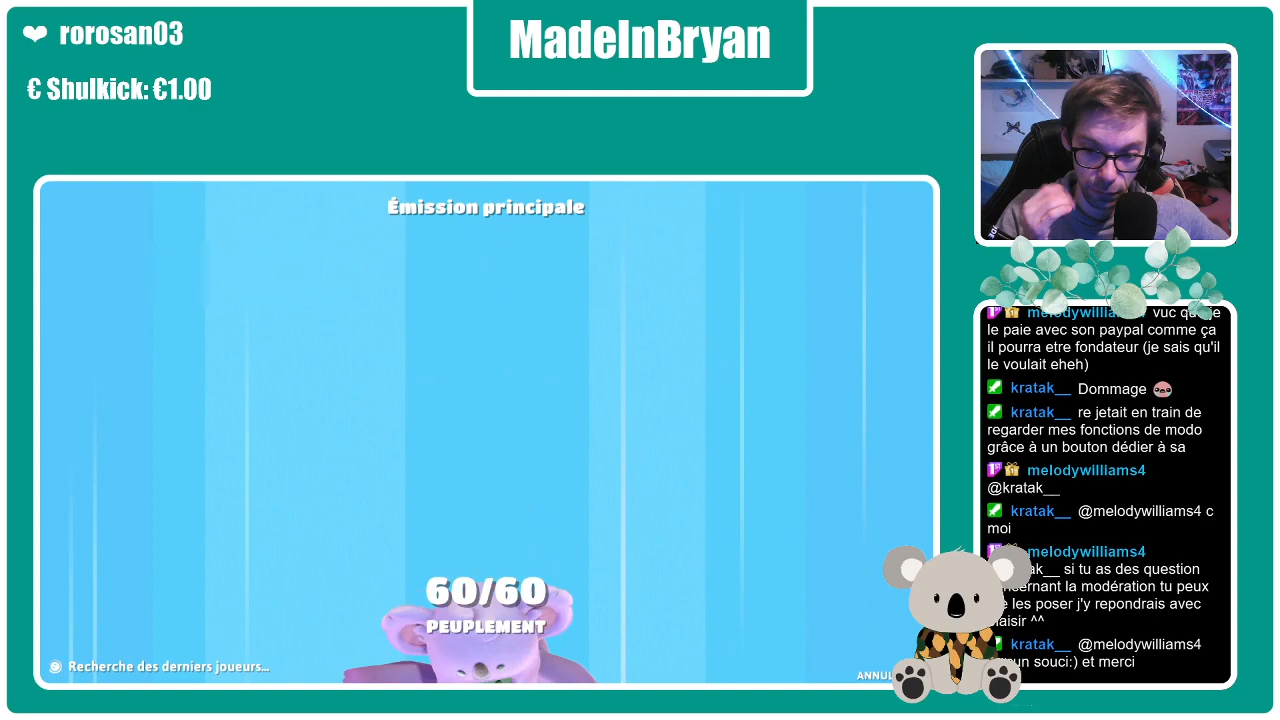 ❤ rorosan03
€ Shulkick: €1.00
MadeInBryan
Émission principale
60/60
PEUPLEMENT
Recherche des derniers joueurs...
le paie avec son paypal comme ça
il pourra etre fondateur (je sais qu'il
le voulait eheh)
kratak__ Dommage
kratak__ re jetait en train de
regarder mes fonctions de modo
grâce à un bouton dédier à sa
melodywilliams4
@kratak__
kratak__ @melodywilliams4 c
moi
melodywilliams4
si tu as des question
la modération tu peux
les poser j'y repondrais avec
^^
kratak__ @melodywilliams4
souci:) et merci